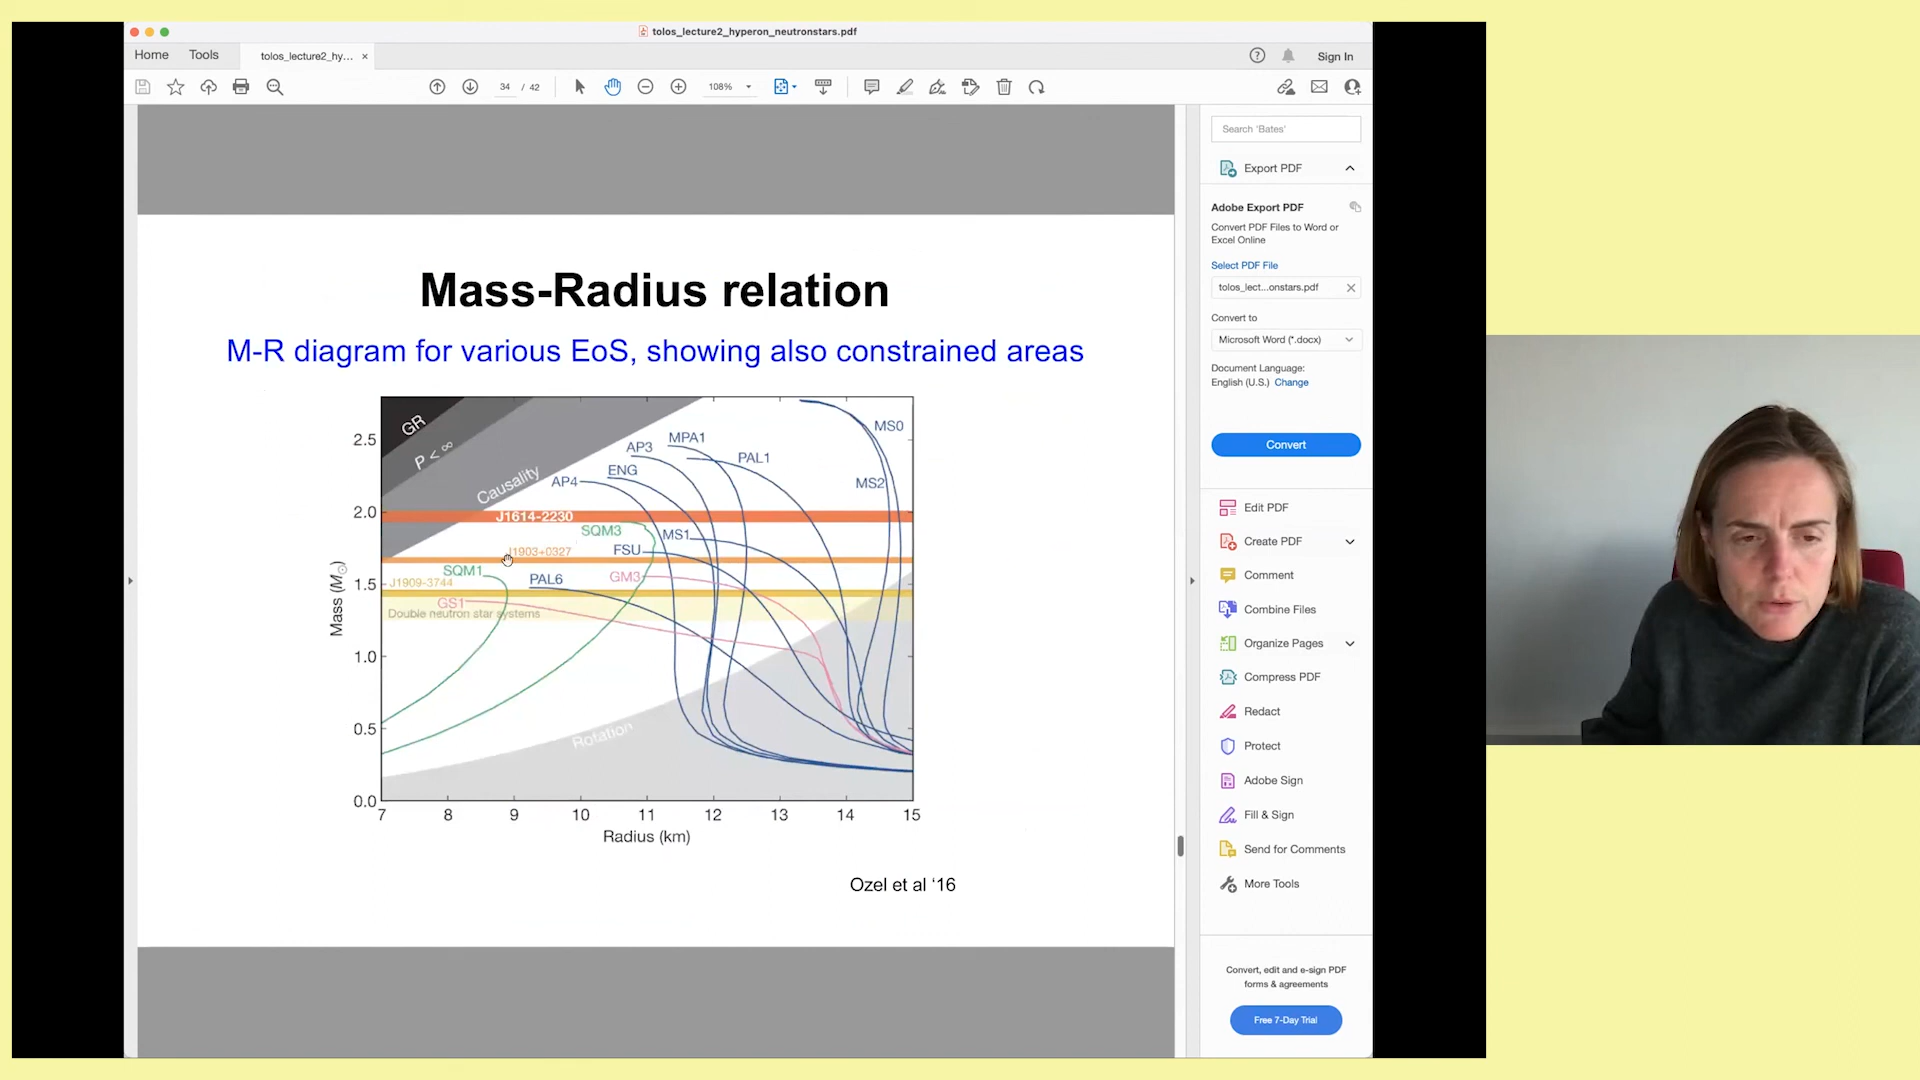 tolos_lecture2_hyperon_neutronstars.pdf
Home Tools tolos_lecture2_hy... × Sign In
34 / 42 108%
Search 'Bates'
Export PDF
Adobe Export PDF
Convert PDF Files to Word or
Excel Online
Select PDF File
tolos_lect...onstars.pdf
Convert to
Microsoft Word (*.docx)
Document Language:
English (U.S.) Change
Convert
Edit PDF
Create PDF
Comment
Combine Files
Organize Pages
Compress PDF
Redact
Protect
Adobe Sign
Fill & Sign
Send for Comments
More Tools
Convert, edit and e-sign PDF
forms & agreements
Free 7-Day Trial
Mass-Radius relation
M-R diagram for various EoS, showing also constrained areas
GR
P < ∞
Causality
AP3
MPA1
MS0
PAL1
ENG
AP4
MS2
J1614-2230
SQM3
MS1
J1903+0327
FSU
SQM1
J1909-3744
PAL6
GM3
GS1
Double neutron star systems
Rotation
Mass (M☉)
2.5
2.0
1.5
1.0
0.5
0.0
7 8 9 10 11 12 13 14 15
Radius (km)
Ozel et al ‘16